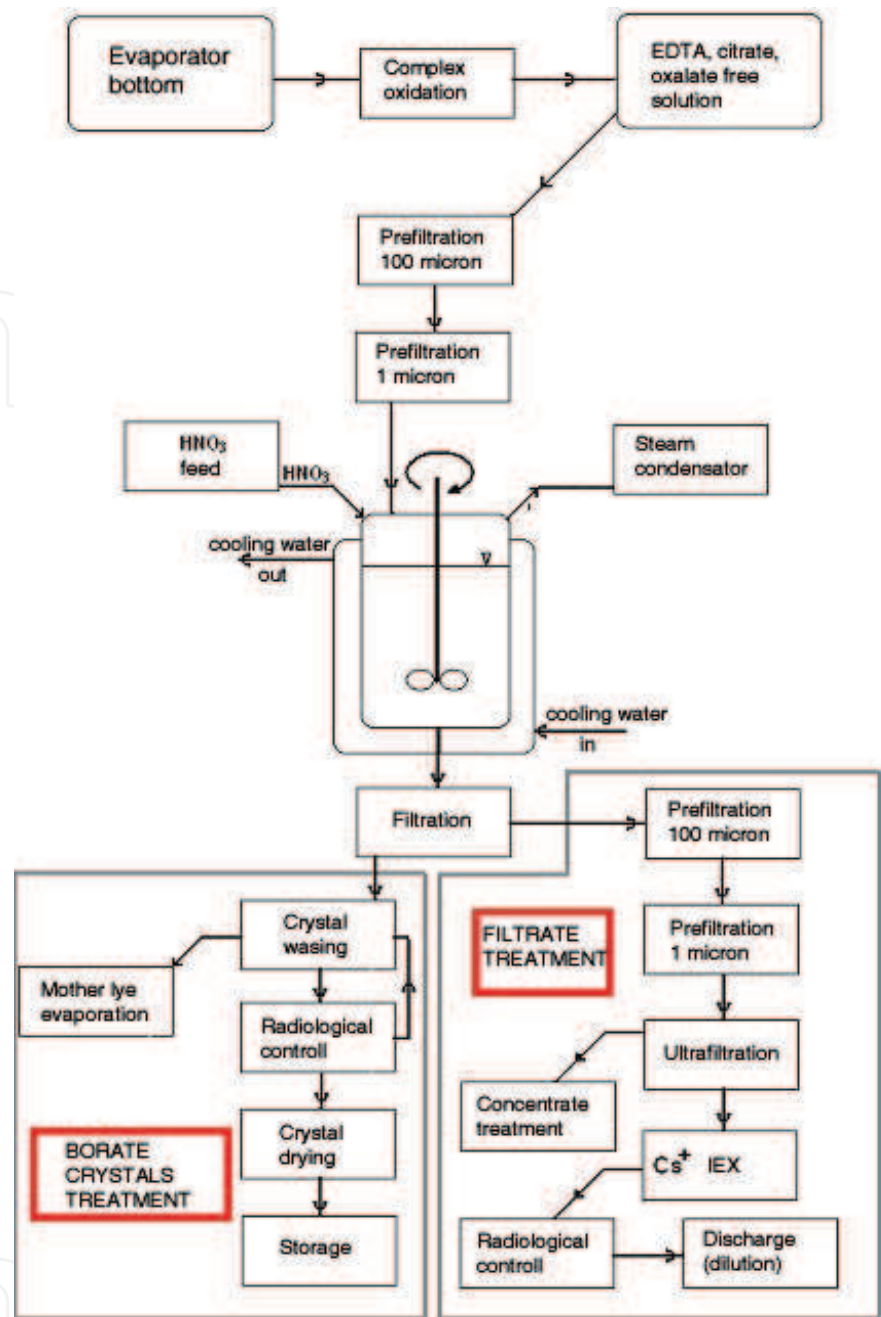 Evaporator
bottom
Complex
oxidation
EDTA, citrate,
oxalate free
solution
Prefiltration
100 micron
Prefiltration
1 micron
HNO₃
feed
HNO₃
Steam
condensator
cooling water
out
cooling water
in
Filtration
Prefiltration
100 micron
Crystal
wasing
FILTRATE
TREATMENT
Prefiltration
1 micron
Mother lye
evaporation
Radiological
controll
Ultrafiltration
Concentrate
treatment
BORATE
CRYSTALS
TREATMENT
Crystal
drying
Cs⁺ IEX
Storage
Radiological
controll
Discharge
(dilution)